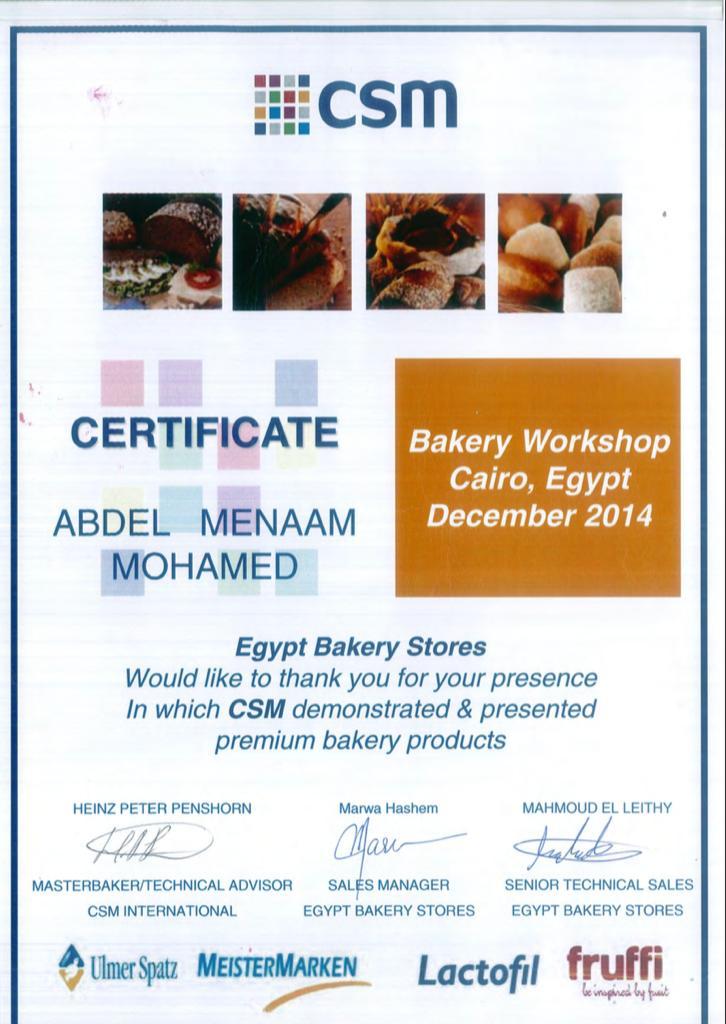 csm
CERTIFICATE
ABDEL MENAAM
MOHAMED
Bakery Workshop
Cairo, Egypt
December 2014
Egypt Bakery Stores
Would like to thank you for your presence
In which CSM demonstrated & presented
premium bakery products
HEINZ PETER PENSHORN
MASTERBAKER/TECHNICAL ADVISOR
CSM INTERNATIONAL
Marwa Hashem
SALES MANAGER
EGYPT BAKERY STORES
MAHMOUD EL LEITHY
SENIOR TECHNICAL SALES
EGYPT BAKERY STORES
Ulmer Spatz
MEISTERMARKEN
Lactofil
fruffi
be inspired by fruit